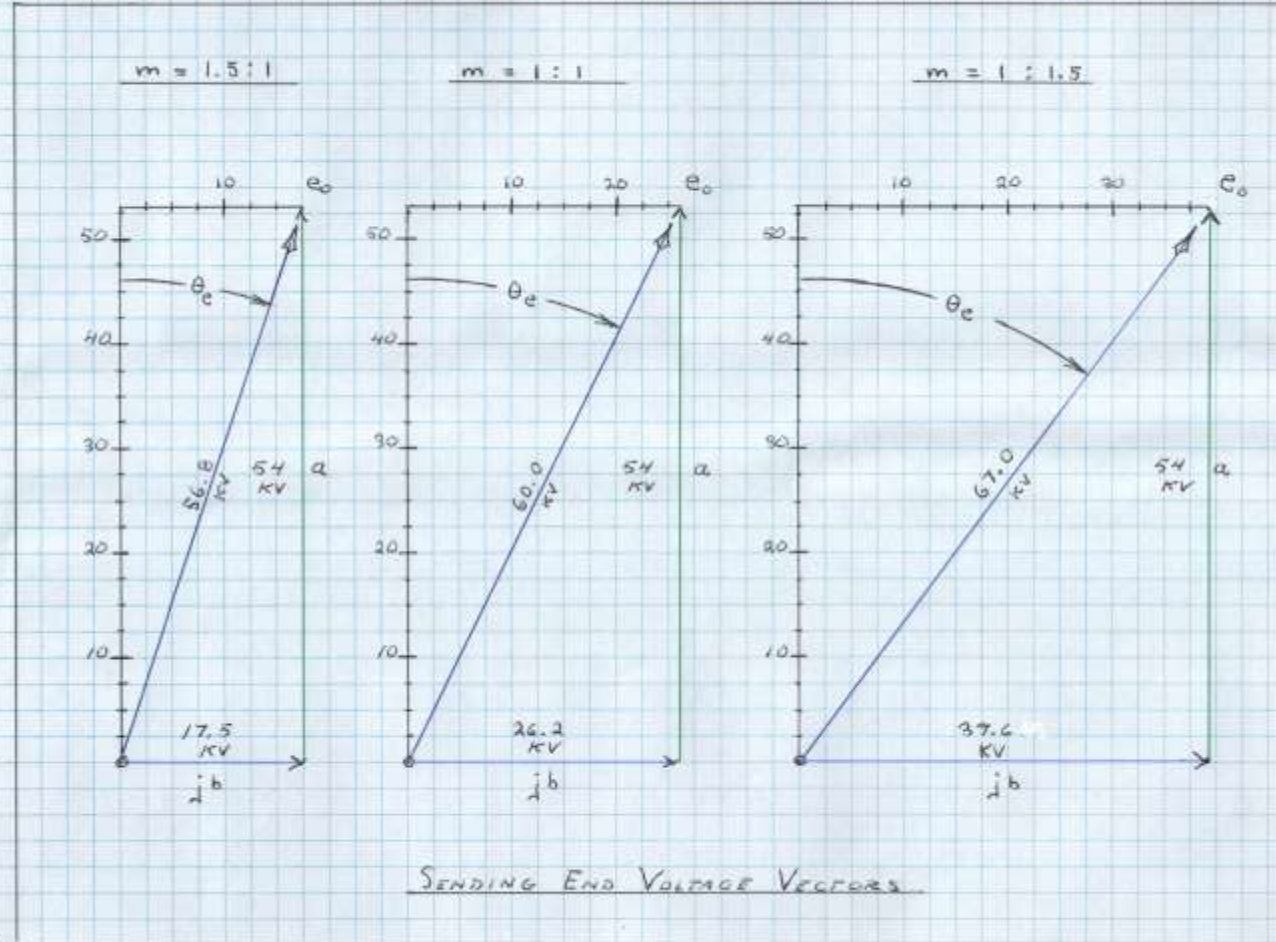 m = 1.5 : 1
m = 1 : 1
m = 1 : 1.5
10 e₀
50
40
30
20
10
θe
56.8 KV
54 KV
a
17.5 KV
jb
10 20 e₀
50
40
30
20
10
θe
60.0 KV
54 KV
a
26.2 KV
jb
10 20 30 e₀
50
40
30
20
10
θe
67.0 KV
54 KV
a
KV
jb
SENDING END VOLTAGE VECTORS